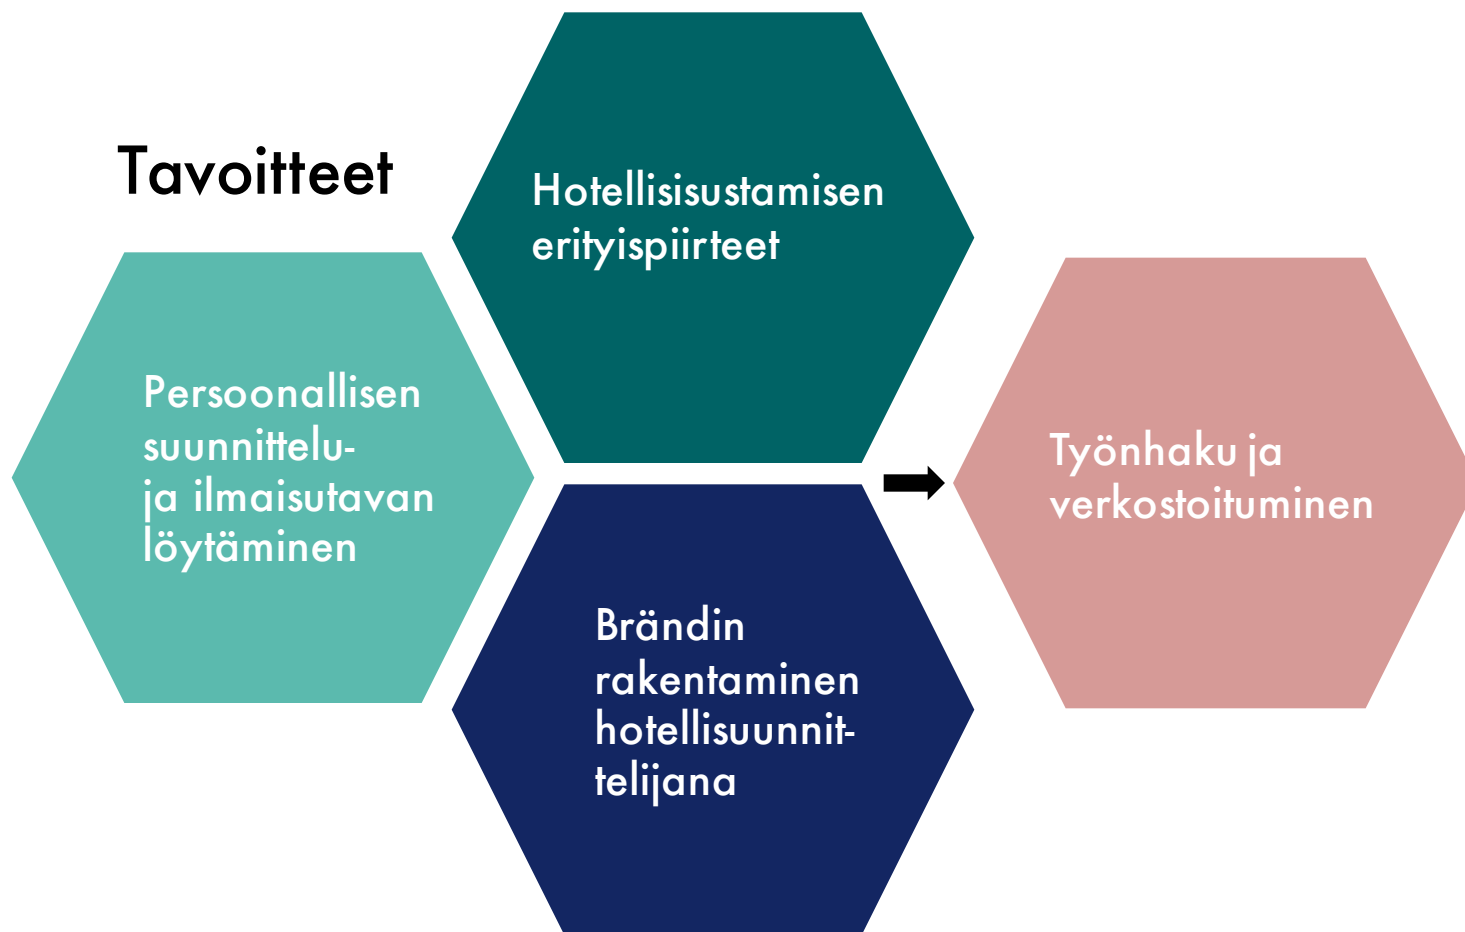 Tavoitteet
Hotellisisustamisen
erityispiirteet
Persoonallisen
suunnittelu-
ja ilmaisutavan
löytäminen
Brändin
rakentaminen
hotellisuunnit-
telijana
Työnhaku ja
verkostoituminen